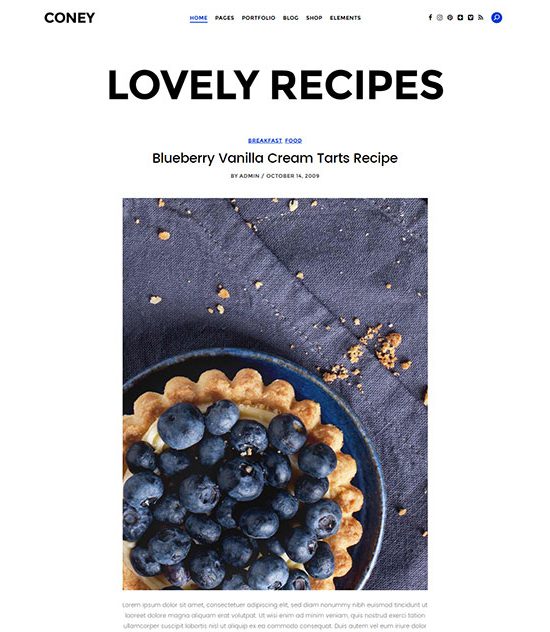 CONEY
HOME PAGES PORTFOLIO BLOG SHOP ELEMENTS
LOVELY RECIPES
BREAKFAST FOOD
Blueberry Vanilla Cream Tarts Recipe
BY ADMIN / OCTOBER 14, 2009
Lorem ipsum dolor sit amet, consectetuer adipiscing elit, sed diam nonummy nibh euismod tincidunt ut
laoreet dolore magna aliquam erat volutpat. Ut wisi enim ad minim veniam, quis nostrud exerci tation
ullamcorper suscipit lobortis nisl ut aliquip ex ea commodo consequat. Duis autem vel eum iriure dolor